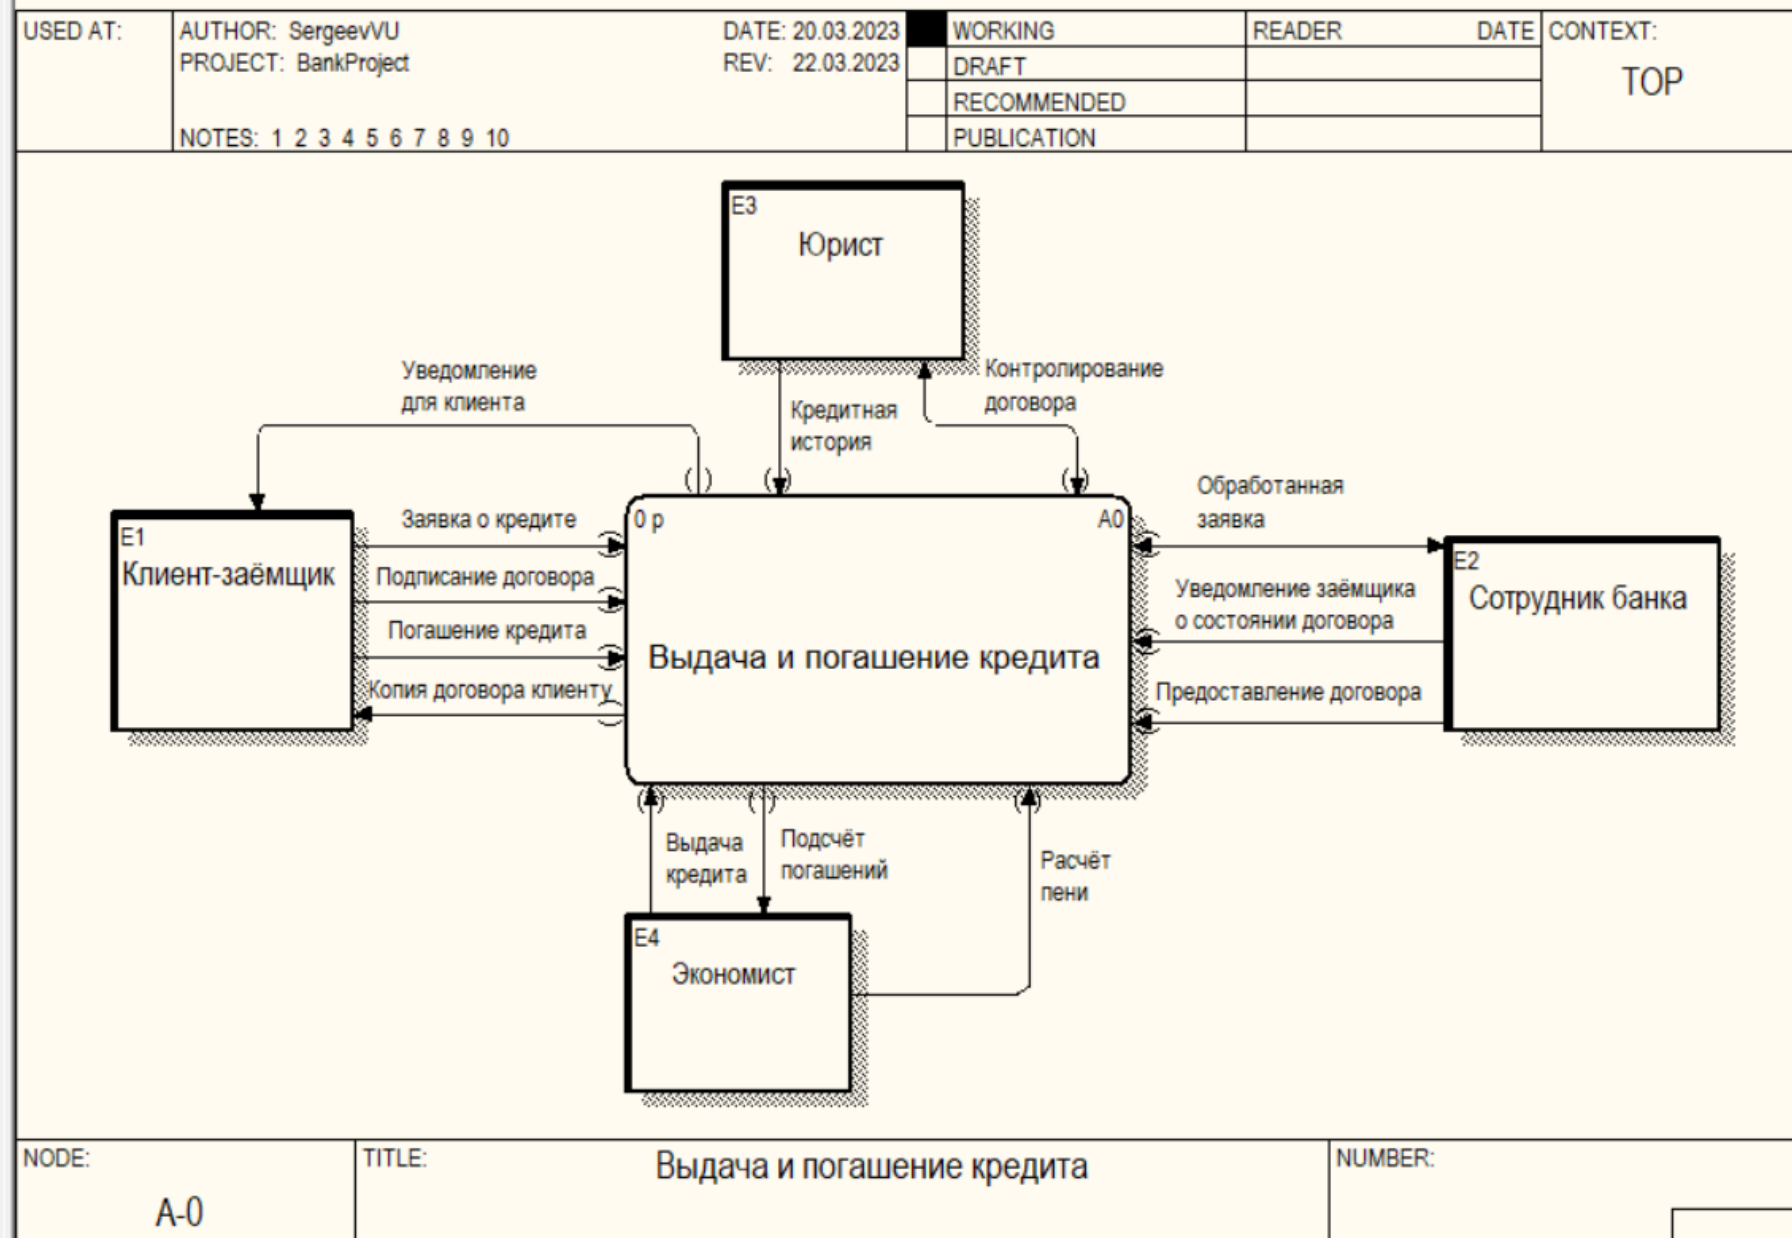 USED AT:
AUTHOR: SergeevVU
DATE: 20.03.2023
PROJECT: BankProject
REV: 22.03.2023
NOTES: 1 2 3 4 5 6 7 8 9 10
WORKING
DRAFT
RECOMMENDED
PUBLICATION
READER
DATE
CONTEXT:
TOP
E3
Юрист
Уведомление
для клиента
Кредитная
история
Контролирование
договора
E1
Клиент-заёмщик
Заявка о кредите
Подписание договора
Погашение кредита
Копия договора клиенту
0 р
A0
Выдача и погашение кредита
Обработанная
заявка
Уведомление заёмщика
о состоянии договора
Предоставление договора
E2
Сотрудник банка
Выдача
кредита
Подсчёт
погашений
Расчёт
пени
E4
Экономист
NODE:
A-0
TITLE:
Выдача и погашение кредита
NUMBER: